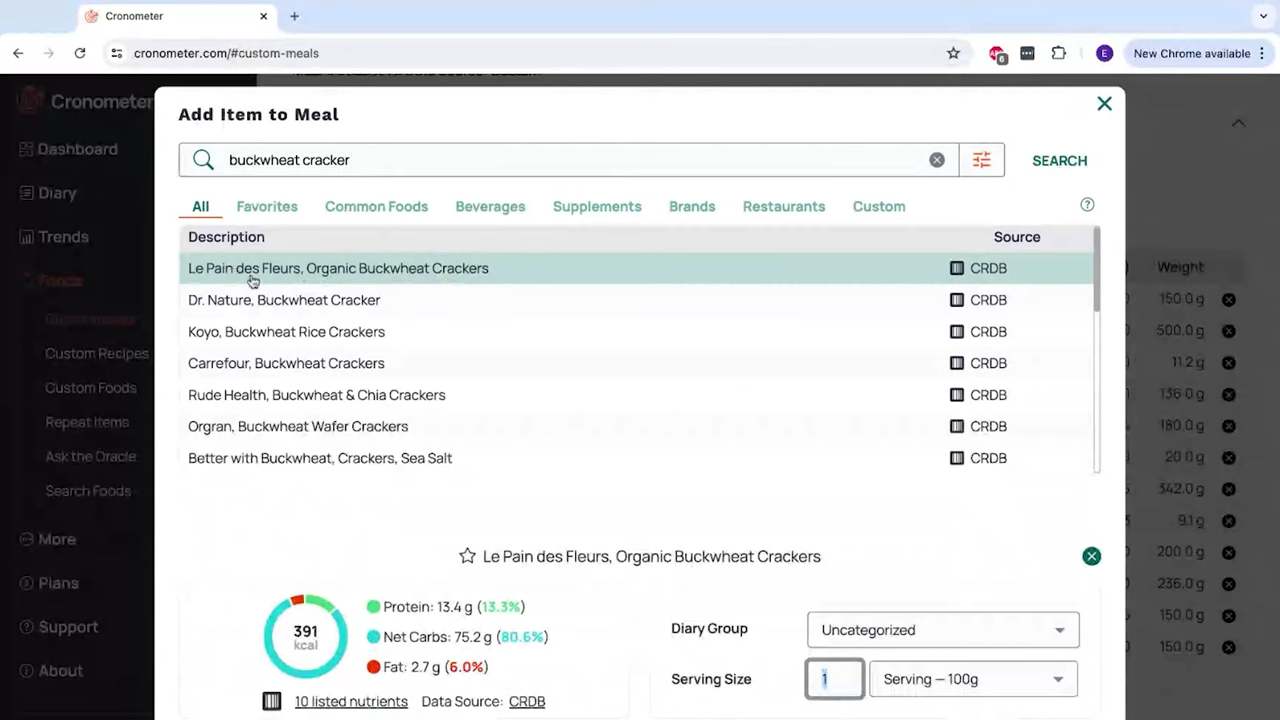 Cronometer
cronometer.com/#custom-meals
6
E
New Chrome available
Cronometer
Dashboard
Diary
Trends
Foods
Custom Recipes
Custom Foods
Repeat Items
Ask the Oracle
Search Foods
More
Plans
Support
About
Add Item to Meal
buckwheat cracker
SEARCH
All Favorites Common Foods Beverages Supplements Brands Restaurants Custom
Description Source
Le Pain des Fleurs, Organic Buckwheat Crackers CRDB
Dr. Nature, Buckwheat Cracker CRDB
Koyo, Buckwheat Rice Crackers CRDB
Carrefour, Buckwheat Crackers CRDB
Rude Health, Buckwheat & Chia Crackers CRDB
Orgran, Buckwheat Wafer Crackers CRDB
Better with Buckwheat, Crackers, Sea Salt CRDB
Le Pain des Fleurs, Organic Buckwheat Crackers
391
kcal
Protein: 13.4 g (13.3%)
Net Carbs: 75.2 g (80.6%)
Fat: 2.7 g (6.0%)
10 listed nutrients Data Source: CRDB
Diary Group Uncategorized
Serving Size 1 Serving – 100g
Weight
150.0 g
500.0 g
11.2 g
136.0 g
180.0 g
20.0 g
342.0 g
9.1 g
200.0 g
236.0 g
150.0 g
150.0 g